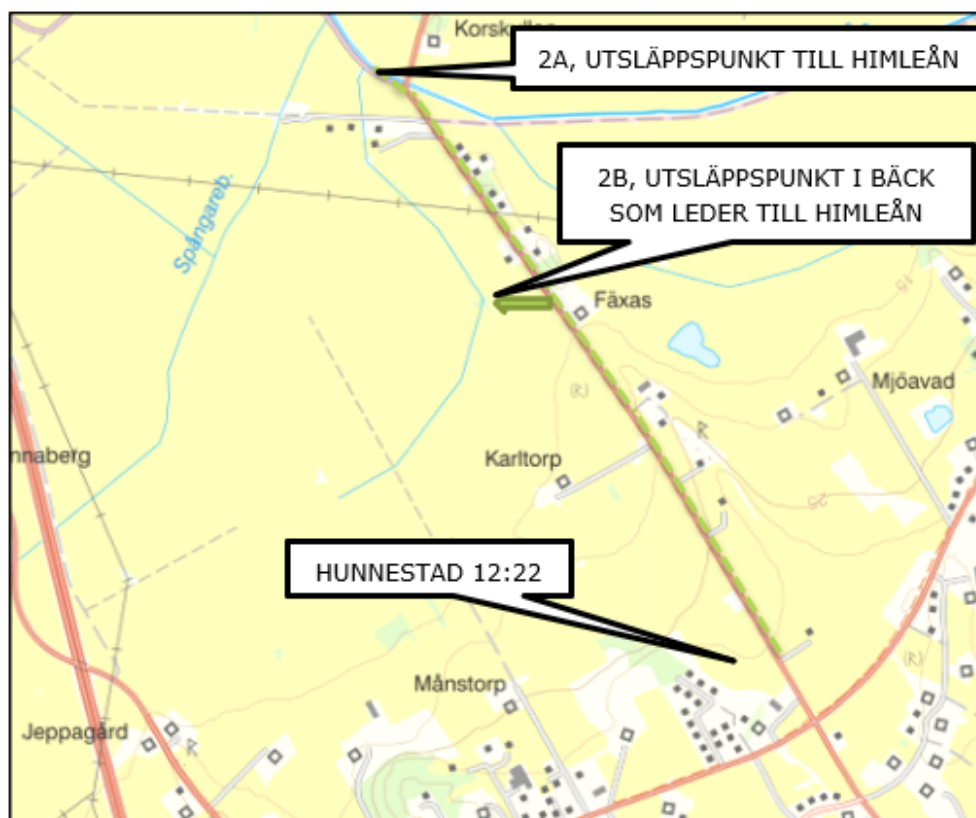 2A, UTSLÄPPSPUNKT TILL HIMLEÅN
2B, UTSLÄPPSPUNKT I BÄCK
SOM LEDER TILL HIMLEÅN
Spångareb.
Fäxas
15
(R)
Mjöavad
R
nnaberg
Karltorp
HUNNESTAD 12:22
(R)
Månstorp
Jeppagård
R